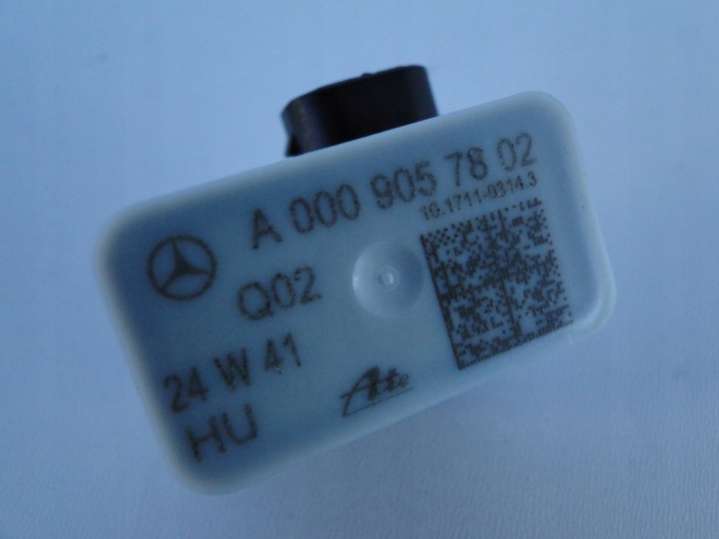 A 000 905 78 02
10.1711-0314.3
Q02
24 W 41
Ate
HU